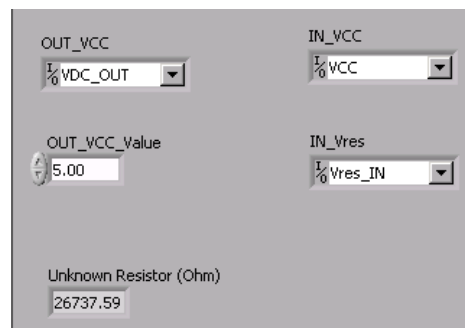 OUT_VCC
I/O VDC_OUT
IN_VCC
I/O VCC
OUT_VCC_Value
5.00
IN_Vres
I/O Vres_IN
Unknown Resistor (Ohm)
26737.59